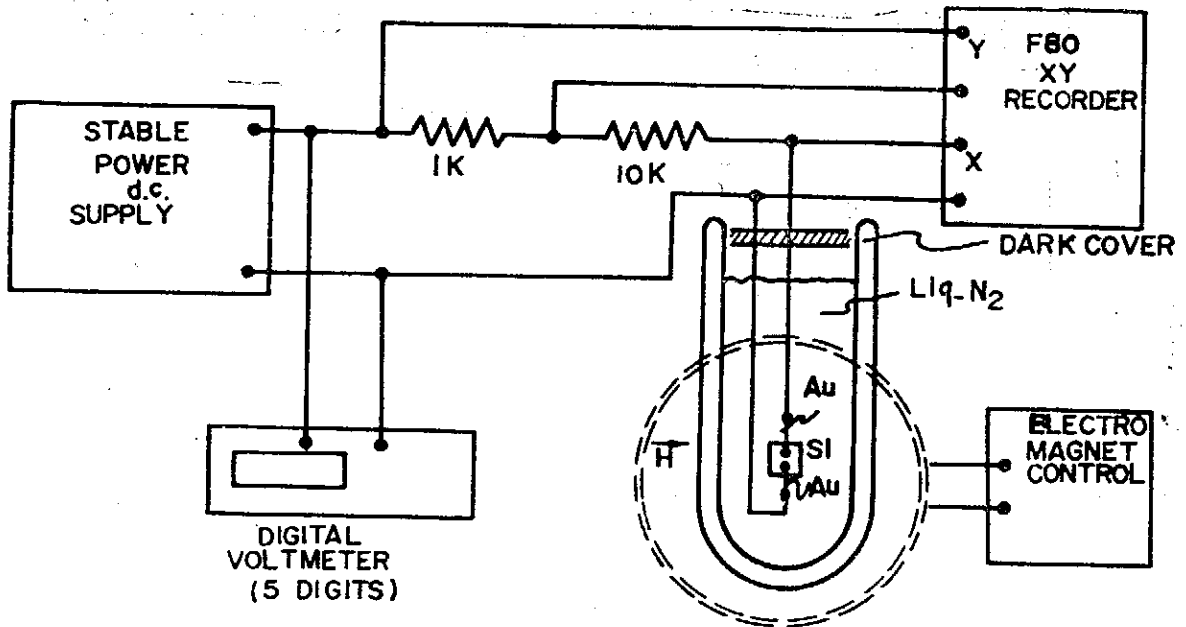 Y
F80
XY
RECORDER
STABLE
POWER
d.c.
SUPPLY
1K
10K
X
DARK COVER
Liq-N2
Au
SI
H
Au
ELECTRO
MAGNET
CONTROL
DIGITAL
VOLTMETER
(5 DIGITS)